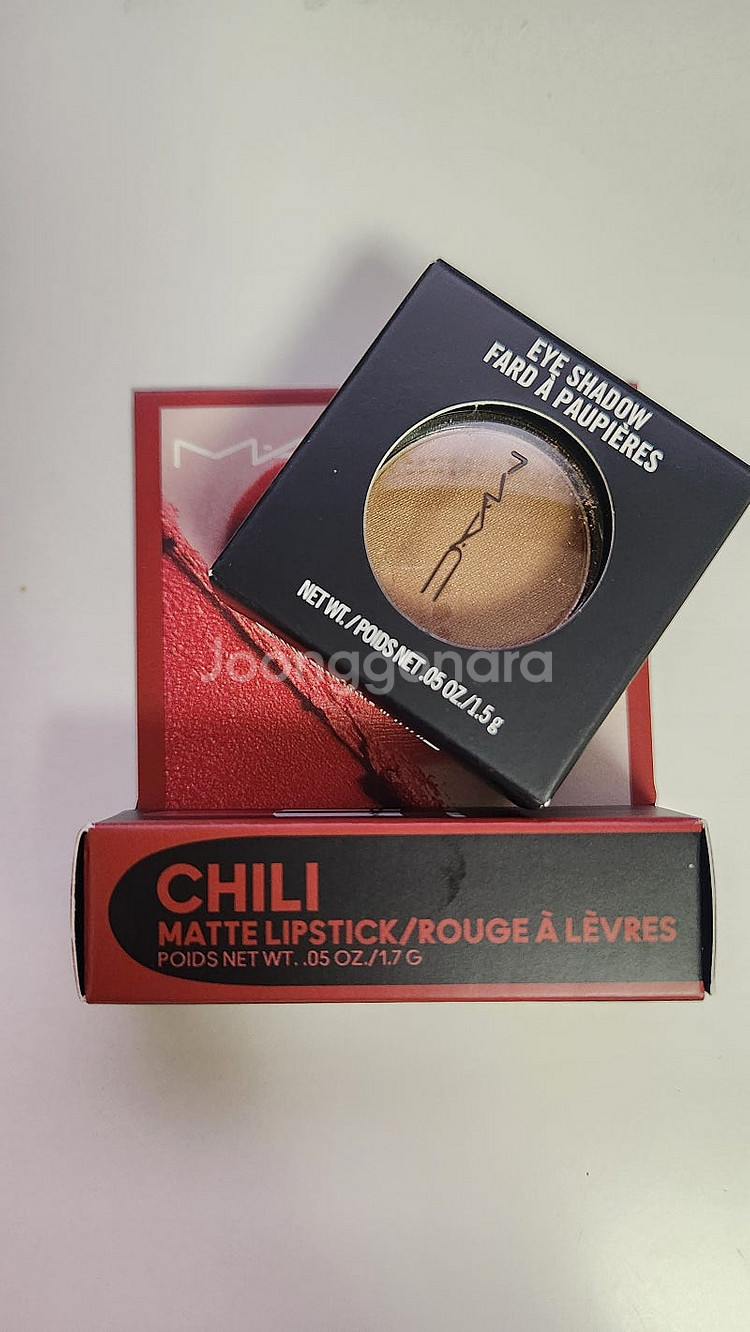 EYE SHADOW
FARD À PAUPIÈRES
M·A·C
NET WT. / POIDS NET .05 OZ./1.5 g
Joonggonara
CHILI
MATTE LIPSTICK/ROUGE À LÈVRES
POIDS NET WT. .05 OZ./1.7 G